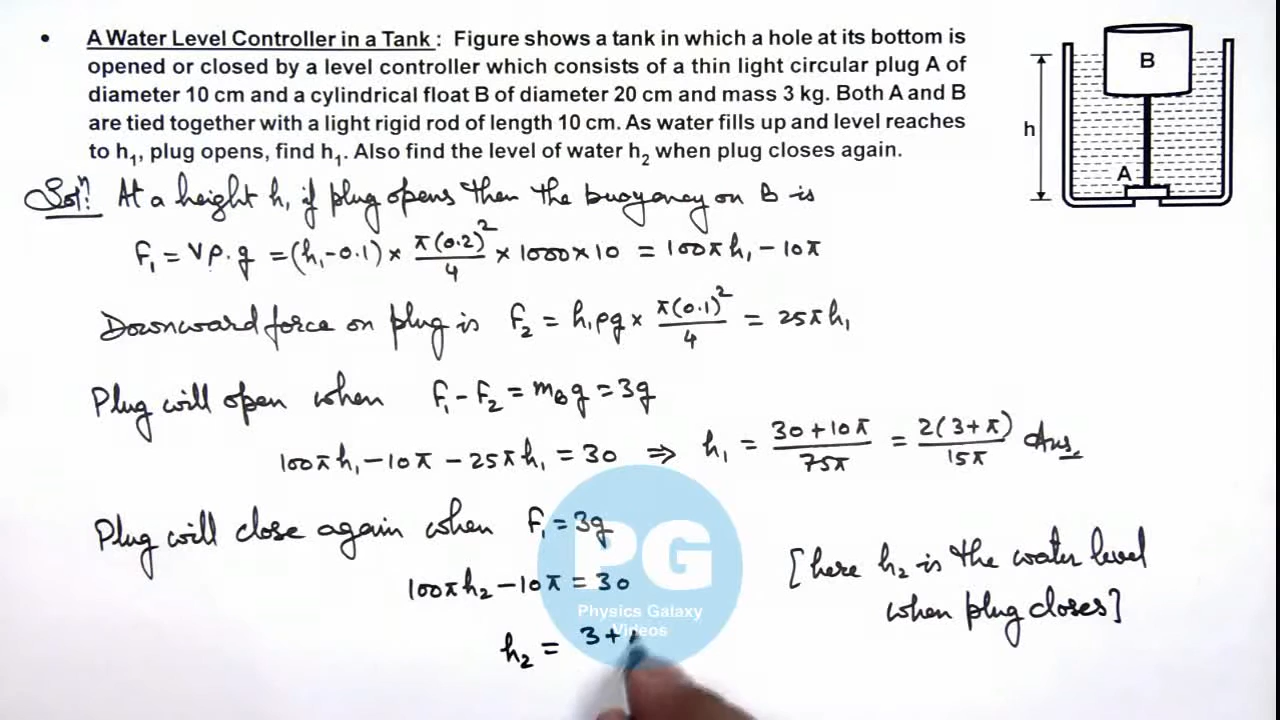 • A Water Level Controller in a Tank : Figure shows a tank in which a hole at its bottom is
opened or closed by a level controller which consists of a thin light circular plug A of
diameter 10 cm and a cylindrical float B of diameter 20 cm and mass 3 kg. Both A and B
are tied together with a light rigid rod of length 10 cm. As water fills up and level reaches
to h₁, plug opens, find h₁. Also find the level of water h₂ when plug closes again.
B
h
A
Solⁿ. At a height h₁ if plug opens then the buoyancy on B is
F₁ = Vρ.g = (h₁-0.1) × π(0.2)²/4 × 1000×10 = 100πh₁ - 10π
Downward force on plug is F₂ = h₁ρg × π(0.1)²/4 = 25πh₁
Plug will open when F₁ - F₂ = m_B g = 3g
100πh₁ - 10π - 25πh₁ = 30 ⇒ h₁ = 30+10π/75π = 2(3+π)/15π Ans.
Plug will close again when F₁ = 3g
100πh₂ - 10π = 30
[here h₂ is the water level
when plug closes]
h₂ = 3+
PG
Physics Galaxy
Videos